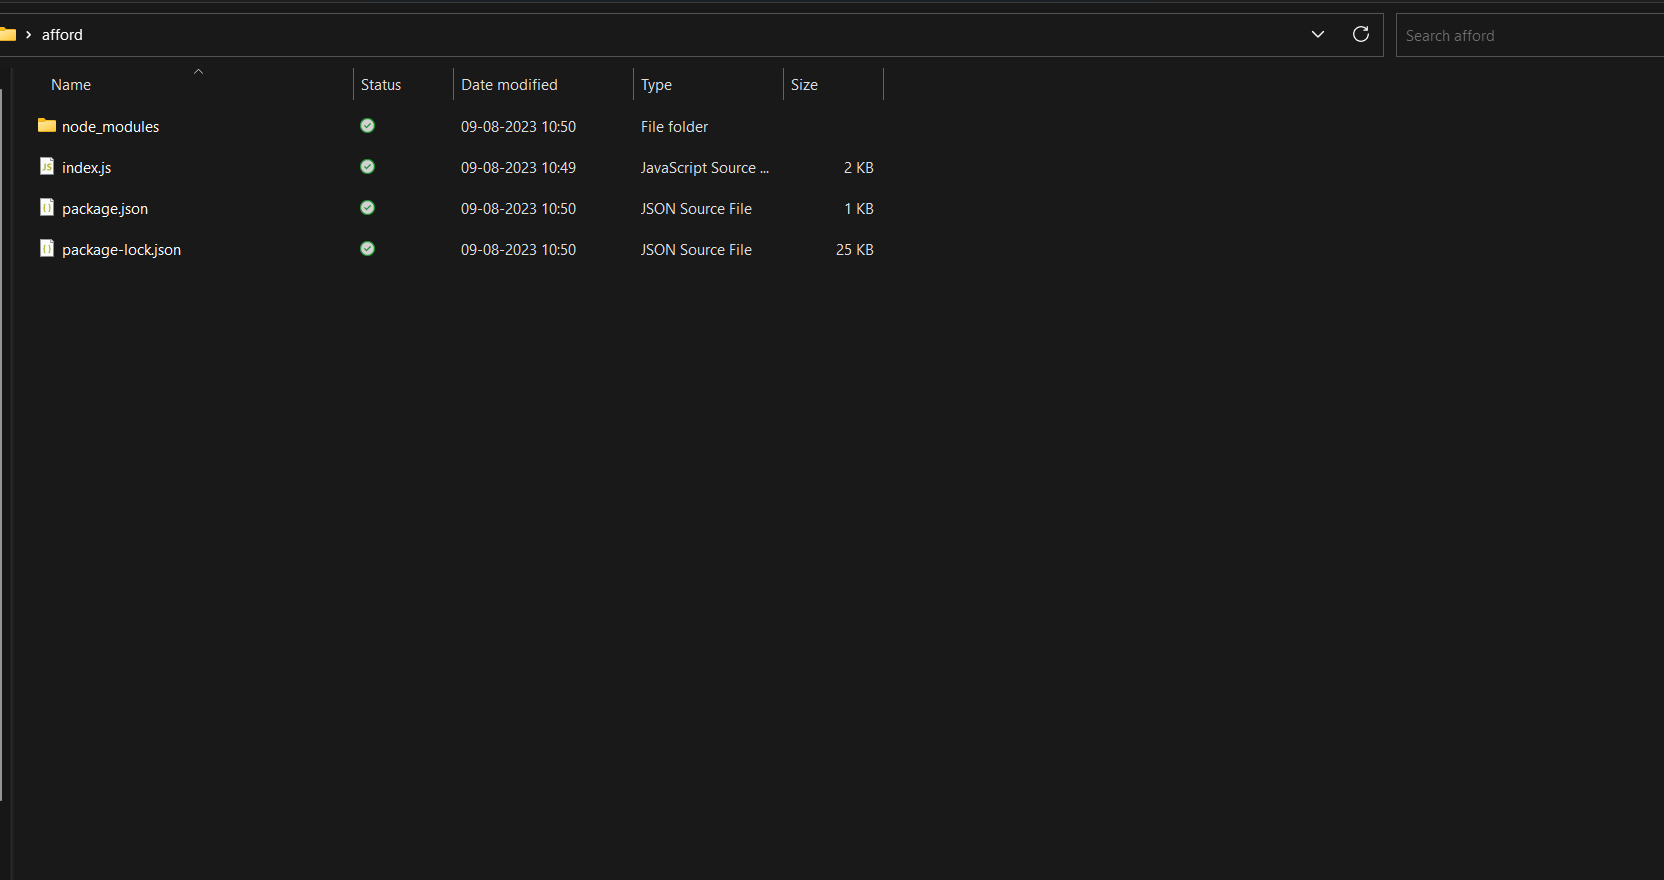 afford
Search afford
Name Status Date modified Type Size
node_modules 09-08-2023 10:50 File folder
index.js 09-08-2023 10:49 JavaScript Source ... 2 KB
package.json 09-08-2023 10:50 JSON Source File 1 KB
package-lock.json 09-08-2023 10:50 JSON Source File 25 KB